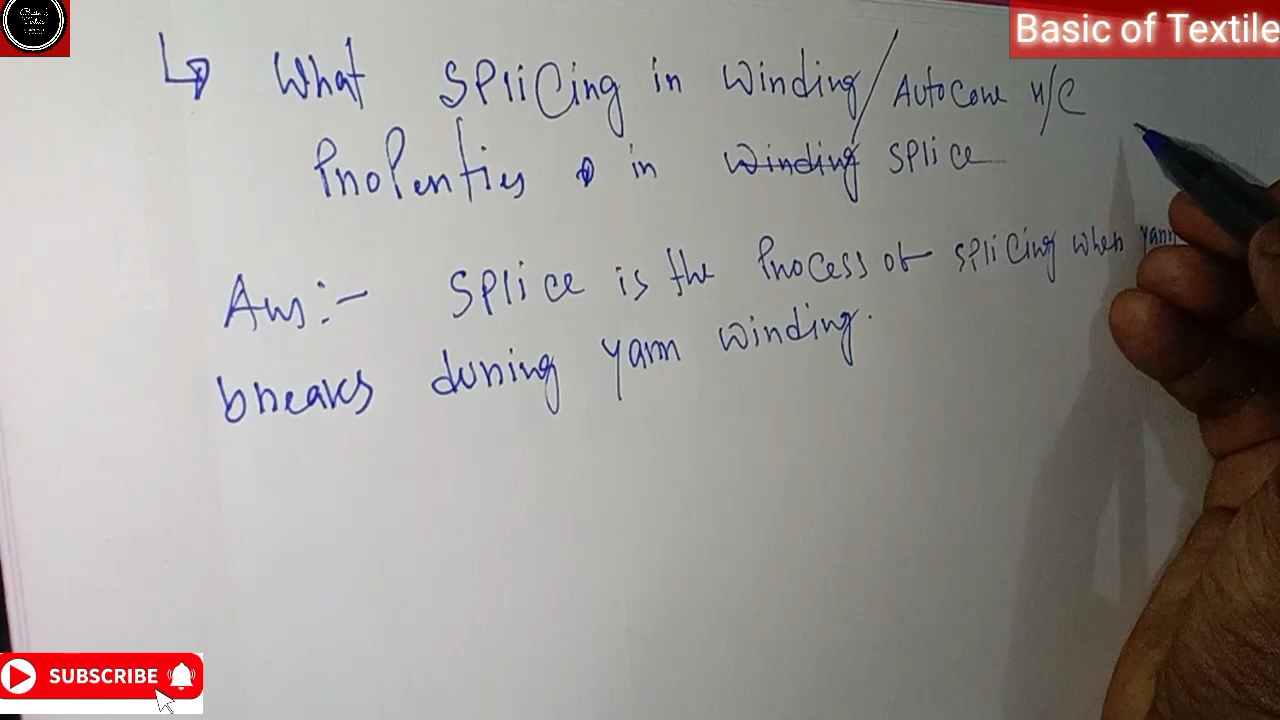 Basic of Textile
What Splicing in winding/Autocone M/C
Properties in winding splice
Ans:- Splice is the process of splicing when yarn
breaks during yarn winding.
SUBSCRIBE